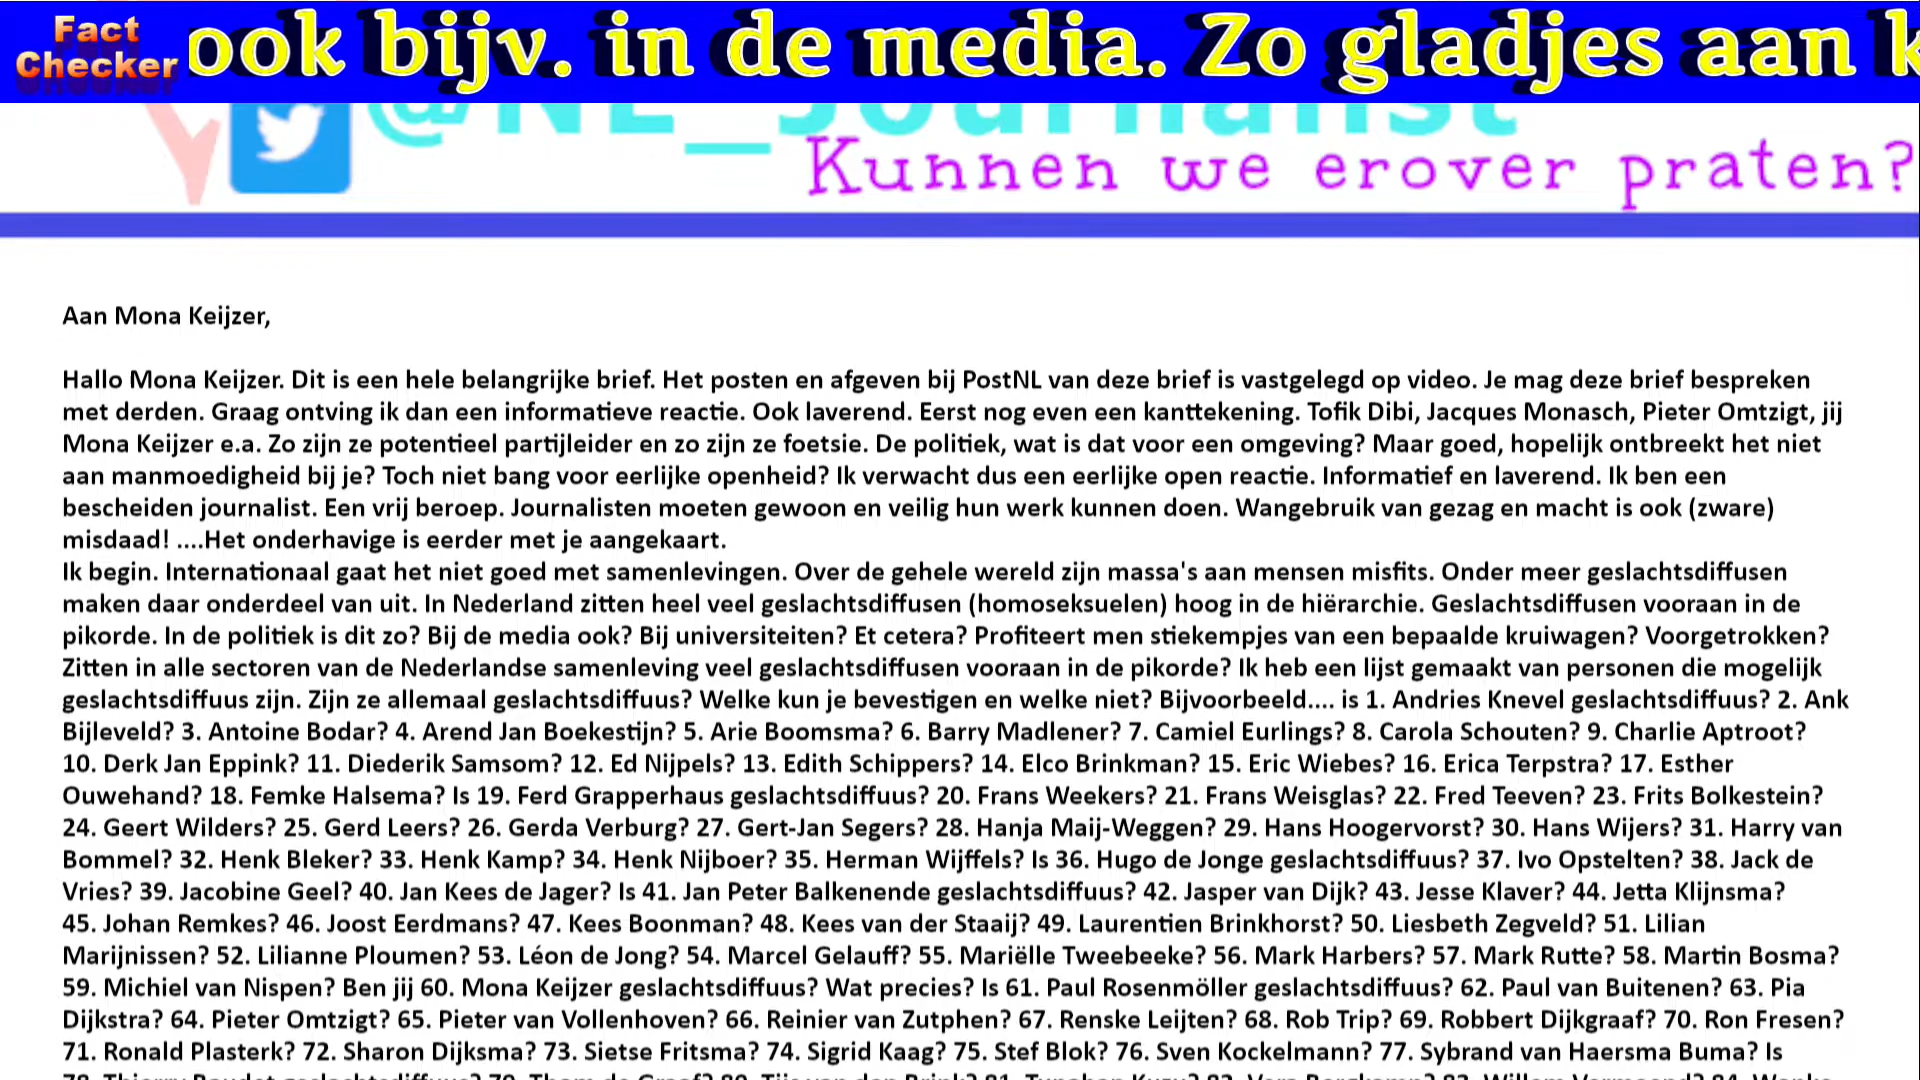 Fact
Checker
ook bijv. in de media. Zo gladjes aan k
@NL_Journalist
Kunnen we erover praten?
Aan Mona Keijzer,
Hallo Mona Keijzer. Dit is een hele belangrijke brief. Het posten en afgeven bij PostNL van deze brief is vastgelegd op video. Je mag deze brief bespreken
met derden. Graag ontving ik dan een informatieve reactie. Ook laverend. Eerst nog even een kanttekening. Tofik Dibi, Jacques Monasch, Pieter Omtzigt, jij
Mona Keijzer e.a. Zo zijn ze potentieel partijleider en zo zijn ze foetsie. De politiek, wat is dat voor een omgeving? Maar goed, hopelijk ontbreekt het niet
aan manmoedigheid bij je? Toch niet bang voor eerlijke openheid? Ik verwacht dus een eerlijke open reactie. Informatief en laverend. Ik ben een
bescheiden journalist. Een vrij beroep. Journalisten moeten gewoon en veilig hun werk kunnen doen. Wangebruik van gezag en macht is ook (zware)
misdaad! ....Het onderhavige is eerder met je aangekaart.
Ik begin. Internationaal gaat het niet goed met samenlevingen. Over de gehele wereld zijn massa's aan mensen misfits. Onder meer geslachtsdiffusen
maken daar onderdeel van uit. In Nederland zitten heel veel geslachtsdiffusen (homoseksuelen) hoog in de hiërarchie. Geslachtsdiffusen vooraan in de
pikorde. In de politiek is dit zo? Bij de media ook? Bij universiteiten? Et cetera? Profiteert men stiekempjes van een bepaalde kruiwagen? Voorgetrokken?
Zitten in alle sectoren van de Nederlandse samenleving veel geslachtsdiffusen vooraan in de pikorde? Ik heb een lijst gemaakt van personen die mogelijk
geslachtsdiffuus zijn. Zijn ze allemaal geslachtsdiffuus? Welke kun je bevestigen en welke niet? Bijvoorbeeld.... is 1. Andries Knevel geslachtsdiffuus? 2. Ank
Bijleveld? 3. Antoine Bodar? 4. Arend Jan Boekestijn? 5. Arie Boomsma? 6. Barry Madlener? 7. Camiel Eurlings? 8. Carola Schouten? 9. Charlie Aptroot?
10. Derk Jan Eppink? 11. Diederik Samsom? 12. Ed Nijpels? 13. Edith Schippers? 14. Elco Brinkman? 15. Eric Wiebes? 16. Erica Terpstra? 17. Esther
Ouwehand? 18. Femke Halsema? Is 19. Ferd Grapperhaus geslachtsdiffuus? 20. Frans Weekers? 21. Frans Weisglas? 22. Fred Teeven? 23. Frits Bolkestein?
24. Geert Wilders? 25. Gerd Leers? 26. Gerda Verburg? 27. Gert-Jan Segers? 28. Hanja Maij-Weggen? 29. Hans Hoogervorst? 30. Hans Wijers? 31. Harry van
Bommel? 32. Henk Bleker? 33. Henk Kamp? 34. Henk Nijboer? 35. Herman Wijffels? Is 36. Hugo de Jonge geslachtsdiffuus? 37. Ivo Opstelten? 38. Jack de
Vries? 39. Jacobine Geel? 40. Jan Kees de Jager? Is 41. Jan Peter Balkenende geslachtsdiffuus? 42. Jasper van Dijk? 43. Jesse Klaver? 44. Jetta Klijnsma?
45. Johan Remkes? 46. Joost Eerdmans? 47. Kees Boonman? 48. Kees van der Staaij? 49. Laurentien Brinkhorst? 50. Liesbeth Zegveld? 51. Lilian
Marijnissen? 52. Lilianne Ploumen? 53. Léon de Jong? 54. Marcel Gelauff? 55. Mariëlle Tweebeeke? 56. Mark Harbers? 57. Mark Rutte? 58. Martin Bosma?
59. Michiel van Nispen? Ben jij 60. Mona Keijzer geslachtsdiffuus? Wat precies? Is 61. Paul Rosenmöller geslachtsdiffuus? 62. Paul van Buitenen? 63. Pia
Dijkstra? 64. Pieter Omtzigt? 65. Pieter van Vollenhoven? 66. Reinier van Zutphen? 67. Renske Leijten? 68. Rob Trip? 69. Robbert Dijkgraaf? 70. Ron Fresen?
71. Ronald Plasterk? 72. Sharon Dijksma? 73. Sietse Fritsma? 74. Sigrid Kaag? 75. Stef Blok? 76. Sven Kockelmann? 77. Sybrand van Haersma Buma? Is